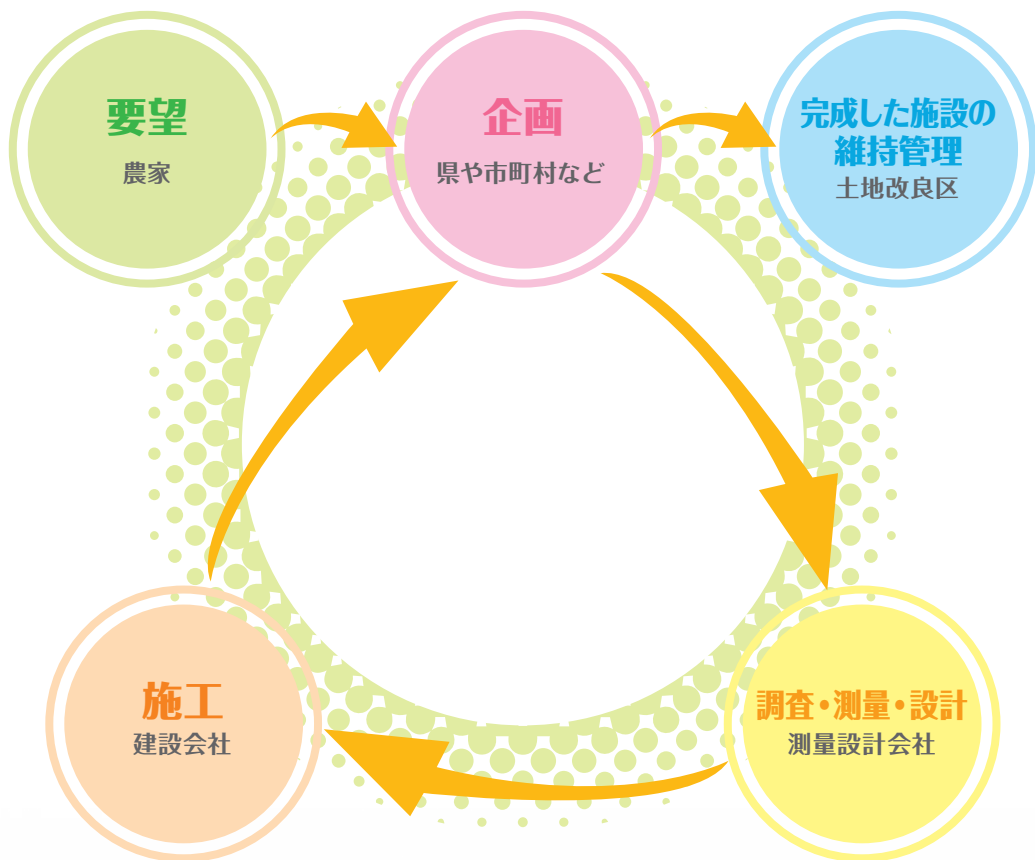 要望
農家
企画
県や市町村など
完成した施設の
維持管理
土地改良区
施工
建設会社
調査・測量・設計
測量設計会社